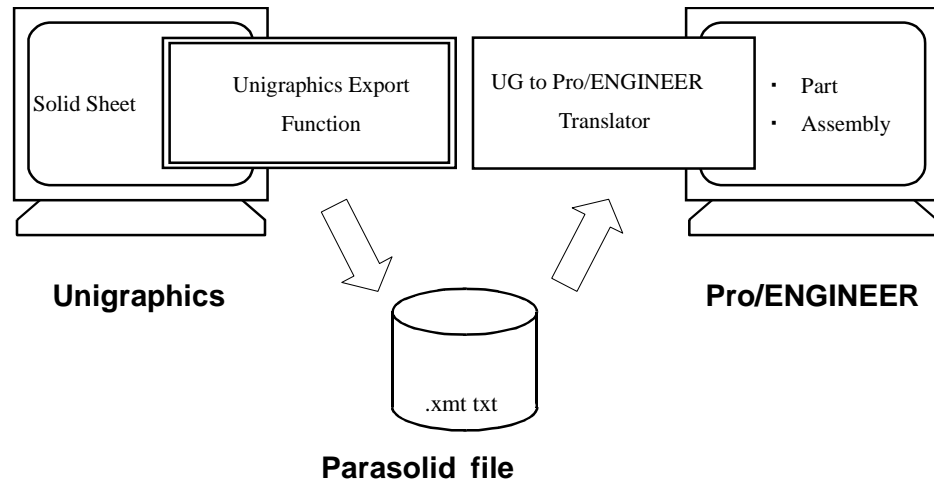 Solid Sheet
Unigraphics Export
Function
UG to Pro/ENGINEER
Translator
・ Part
・ Assembly
Unigraphics
Pro/ENGINEER
.xmt txt
Parasolid file